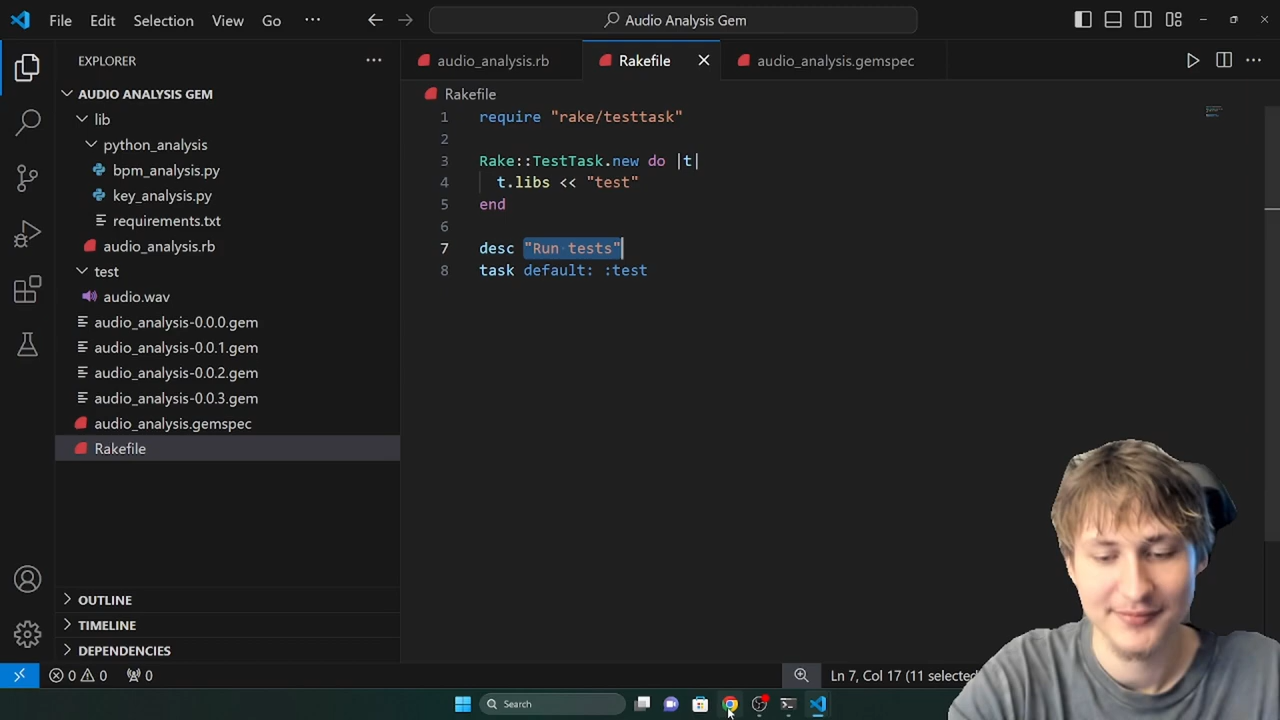 File Edit Selection View Go ··· Audio Analysis Gem
EXPLORER ···
audio_analysis.rb Rakefile audio_analysis.gemspec
AUDIO ANALYSIS GEM
lib
python_analysis
bpm_analysis.py
key_analysis.py
requirements.txt
audio_analysis.rb
test
audio.wav
audio_analysis-0.0.0.gem
audio_analysis-0.0.1.gem
audio_analysis-0.0.2.gem
audio_analysis-0.0.3.gem
audio_analysis.gemspec
Rakefile
OUTLINE
TIMELINE
DEPENDENCIES
Rakefile
1 require "rake/testtask"
2
3 Rake::TestTask.new do |t|
4 t.libs << "test"
5 end
6
7 desc "Run tests"
8 task default: :test
0 0 0 Ln 7, Col 17 (11 selected
Search